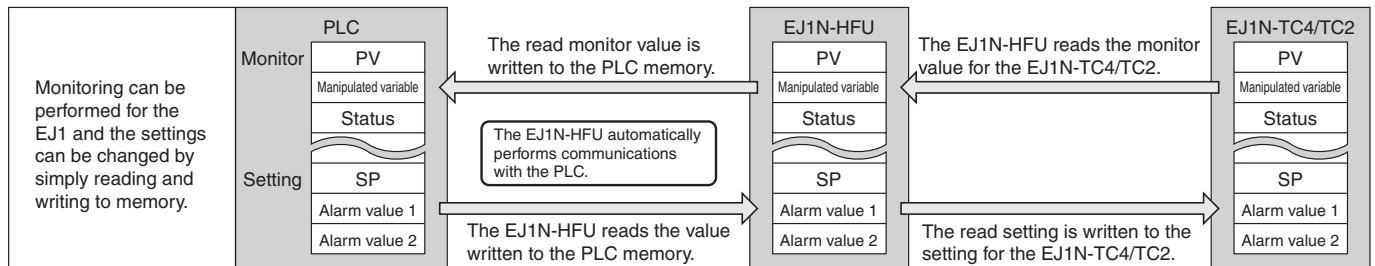 Monitoring can be
performed for the
EJ1 and the settings
can be changed by
simply reading and
writing to memory.
PLC
Monitor
PV
Manipulated variable
Status
Setting
SP
Alarm value 1
Alarm value 2
The read monitor value is
written to the PLC memory.
The EJ1N-HFU automatically
performs communications
with the PLC.
The EJ1N-HFU reads the value
written to the PLC memory.
EJ1N-HFU
PV
Manipulated variable
Status
SP
Alarm value 1
Alarm value 2
The EJ1N-HFU reads the monitor
value for the EJ1N-TC4/TC2.
The read setting is written to the
setting for the EJ1N-TC4/TC2.
EJ1N-TC4/TC2
PV
Manipulated variable
Status
SP
Alarm value 1
Alarm value 2